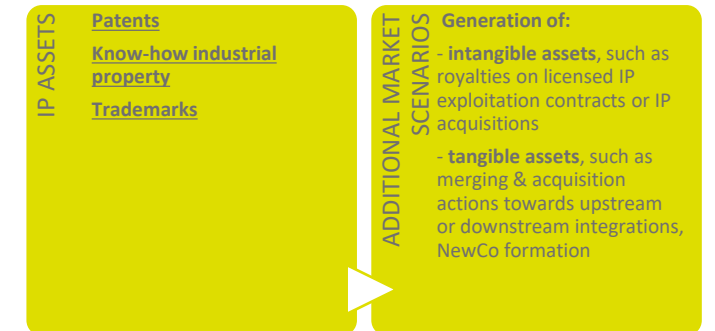 IP ASSETS
Patents
Know-how industrial
property
Trademarks
ADDITIONAL MARKET
SCENARIOS
Generation of:
- intangible assets, such as
royalties on licensed IP
exploitation contracts or IP
acquisitions
- tangible assets, such as
merging & acquisition
actions towards upstream
or downstream integrations,
NewCo formation